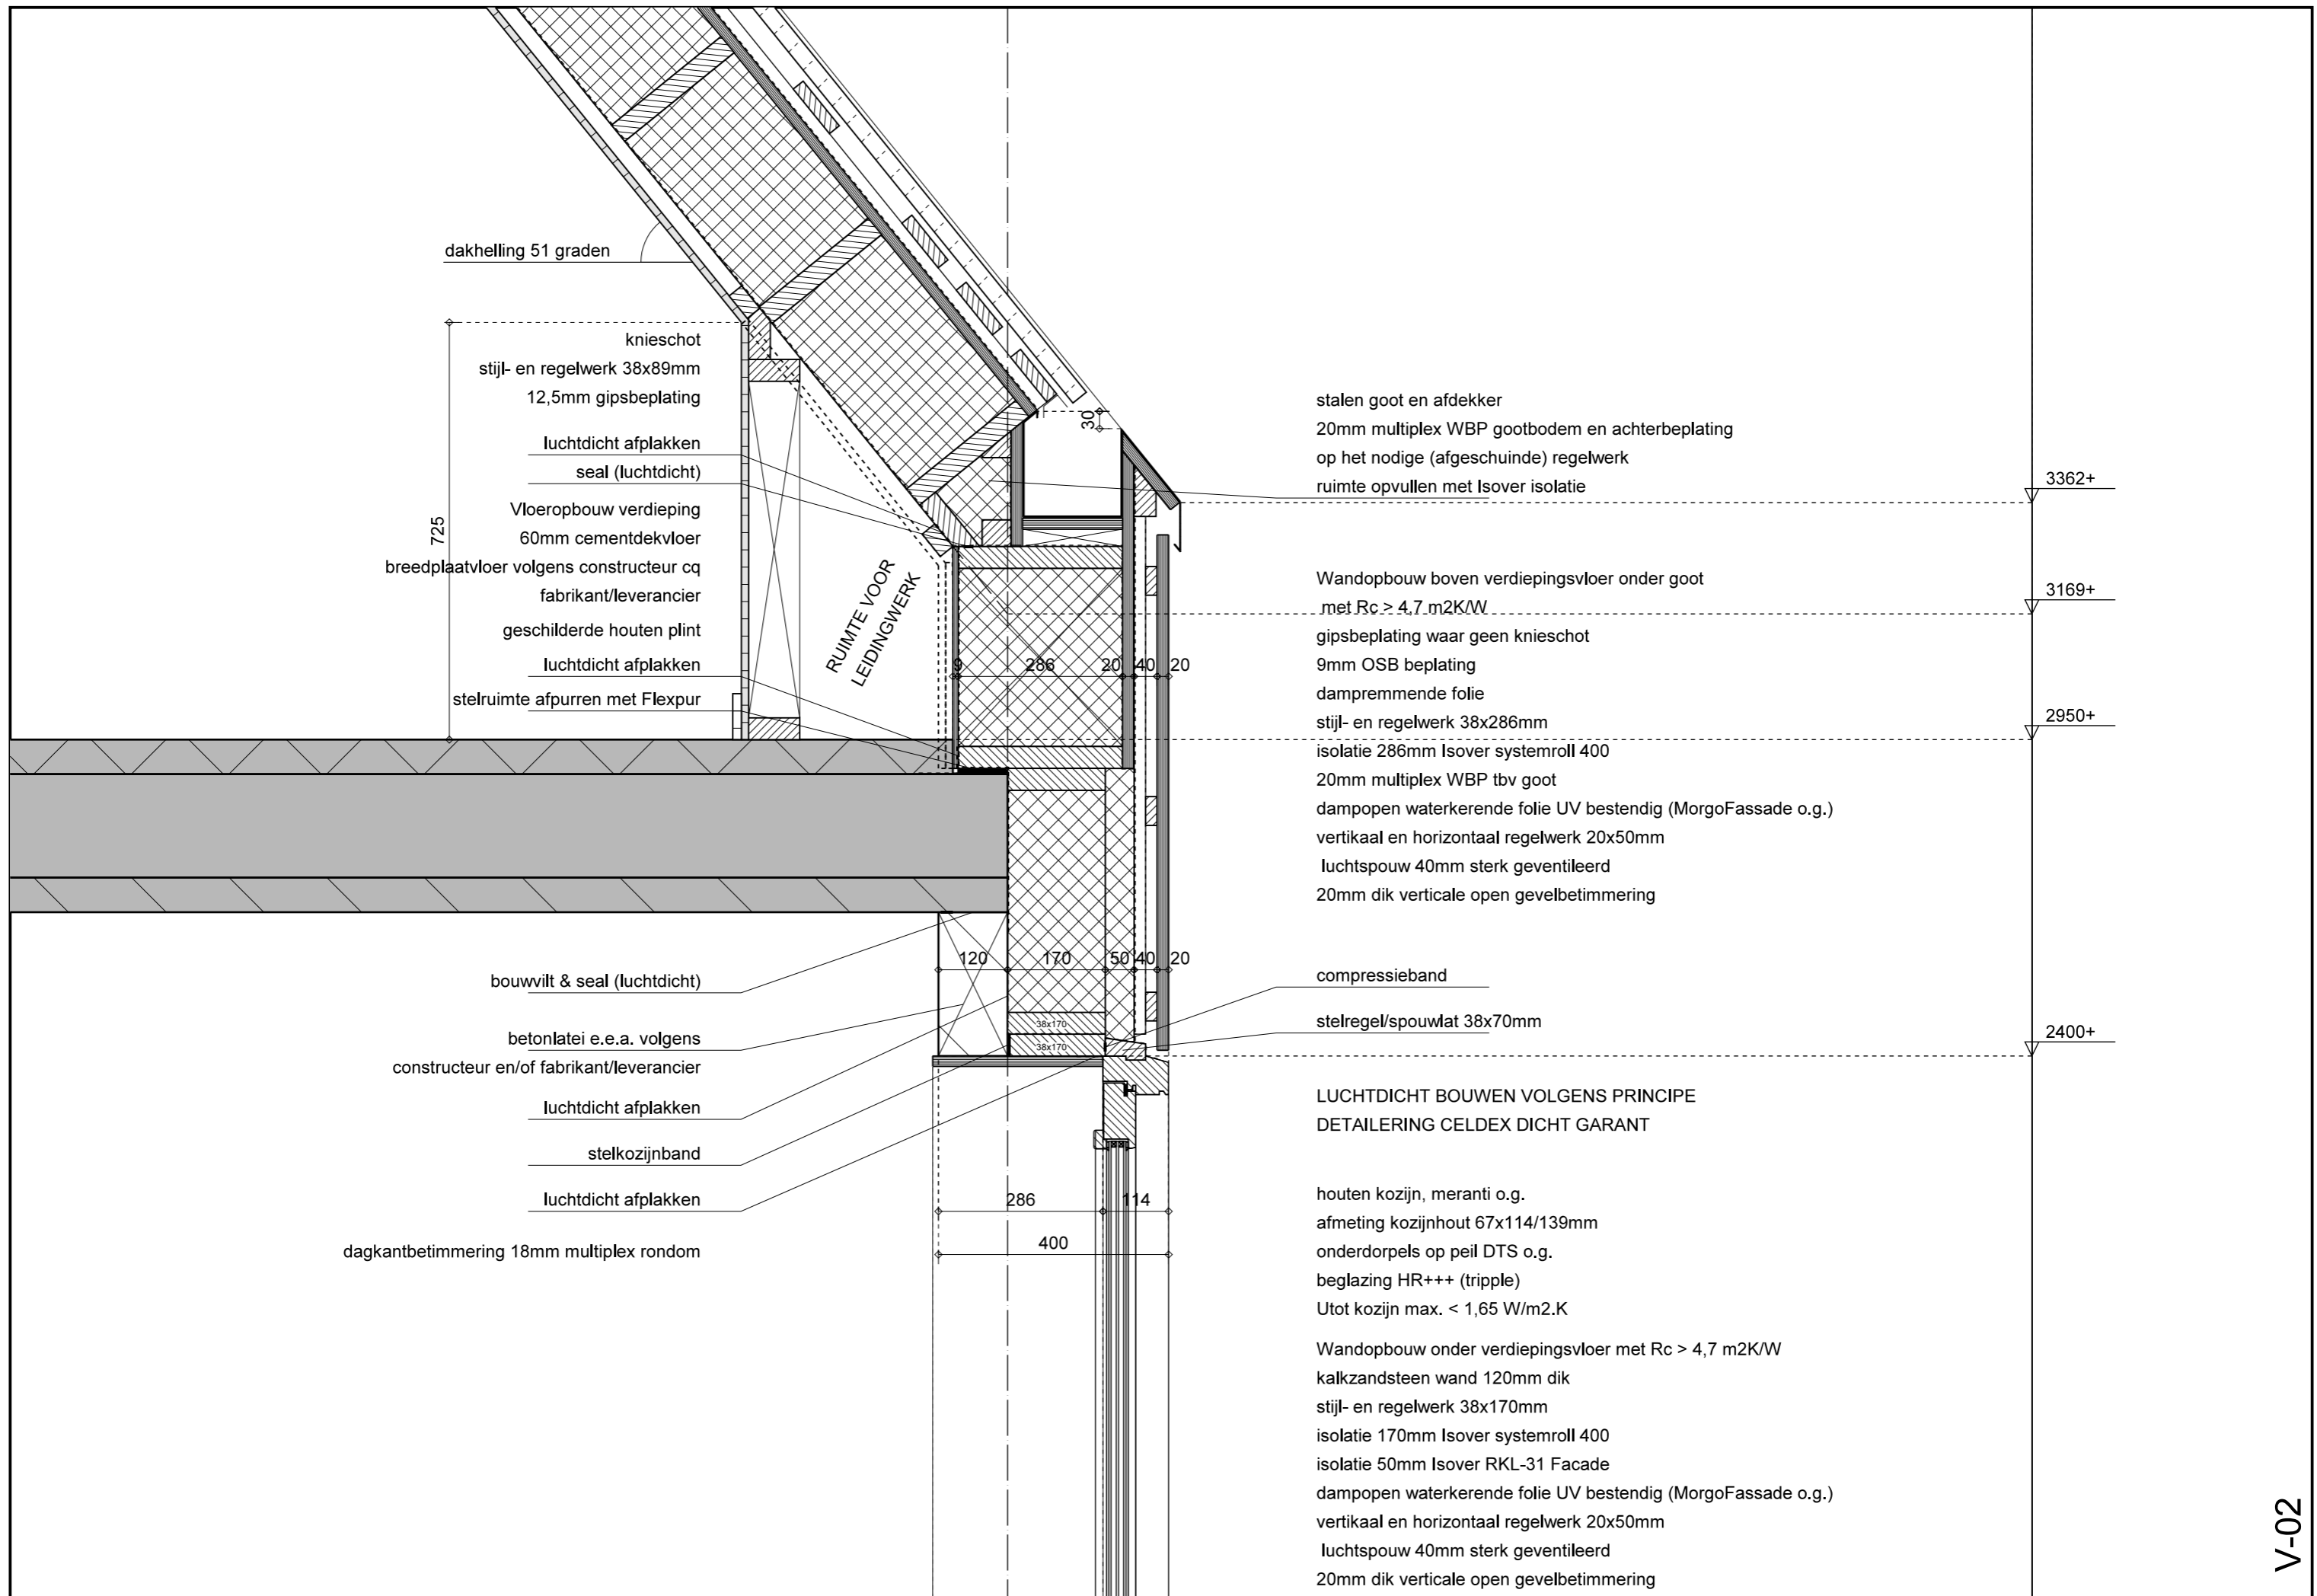 dakhelling 51 graden
knieschot
stijl- en regelwerk 38x89mm
12,5mm gipsbeplating
luchtdicht afplakken
seal (luchtdicht)
Vloeropbouw verdieping
60mm cementdekvloer
breedplaatvloer volgens constructeur cq
fabrikant/leverancier
geschilderde houten plint
luchtdicht afplakken
stelruimte afpurren met Flexpur
725
RUIMTE VOOR
LEIDINGWERK
30
9
286
20
40
20
stalen goot en afdekker
20mm multiplex WBP gootbodem en achterbeplating
op het nodige (afgeschuinde) regelwerk
ruimte opvullen met Isover isolatie
3362+
Wandopbouw boven verdiepingsvloer onder goot
met Rc > 4,7 m2K/W
gipsbeplating waar geen knieschot
9mm OSB beplating
dampremmende folie
stijl- en regelwerk 38x286mm
isolatie 286mm Isover systemroll 400
20mm multiplex WBP tbv goot
dampopen waterkerende folie UV bestendig (MorgoFassade o.g.)
vertikaal en horizontaal regelwerk 20x50mm
luchtspouw 40mm sterk geventileerd
20mm dik verticale open gevelbetimmering
3169+
2950+
bouwvilt & seal (luchtdicht)
betonlatei e.e.a. volgens
constructeur en/of fabrikant/leverancier
luchtdicht afplakken
stelkozijnband
luchtdicht afplakken
dagkantbetimmering 18mm multiplex rondom
120
170
50
40
20
38x170
38x170
286
114
400
compressieband
stelregel/spouwlat 38x70mm
2400+
LUCHTDICHT BOUWEN VOLGENS PRINCIPE
DETAILERING CELDEX DICHT GARANT
houten kozijn, meranti o.g.
afmeting kozijnhout 67x114/139mm
onderdorpels op peil DTS o.g.
beglazing HR+++ (tripple)
Utot kozijn max. < 1,65 W/m2.K
Wandopbouw onder verdiepingsvloer met Rc > 4,7 m2K/W
kalkzandsteen wand 120mm dik
stijl- en regelwerk 38x170mm
isolatie 170mm Isover systemroll 400
isolatie 50mm Isover RKL-31 Facade
dampopen waterkerende folie UV bestendig (MorgoFassade o.g.)
vertikaal en horizontaal regelwerk 20x50mm
luchtspouw 40mm sterk geventileerd
20mm dik verticale open gevelbetimmering
V-02